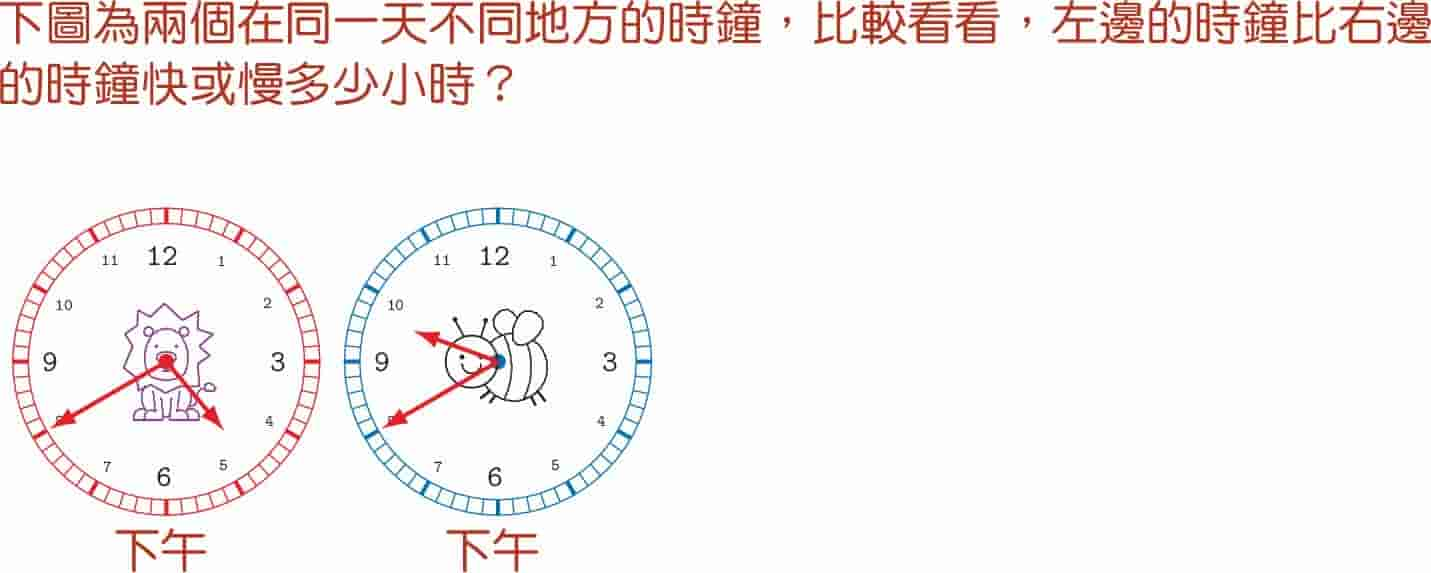 下圖為兩個在同一天不同地方的時鐘，比較看看，左邊的時鐘比右邊
的時鐘快或慢多少小時？
11 12 1 11 12 1
10 2 10 2
9 3 9 3
4 4
7 6 5 7 6 5
下午 下午